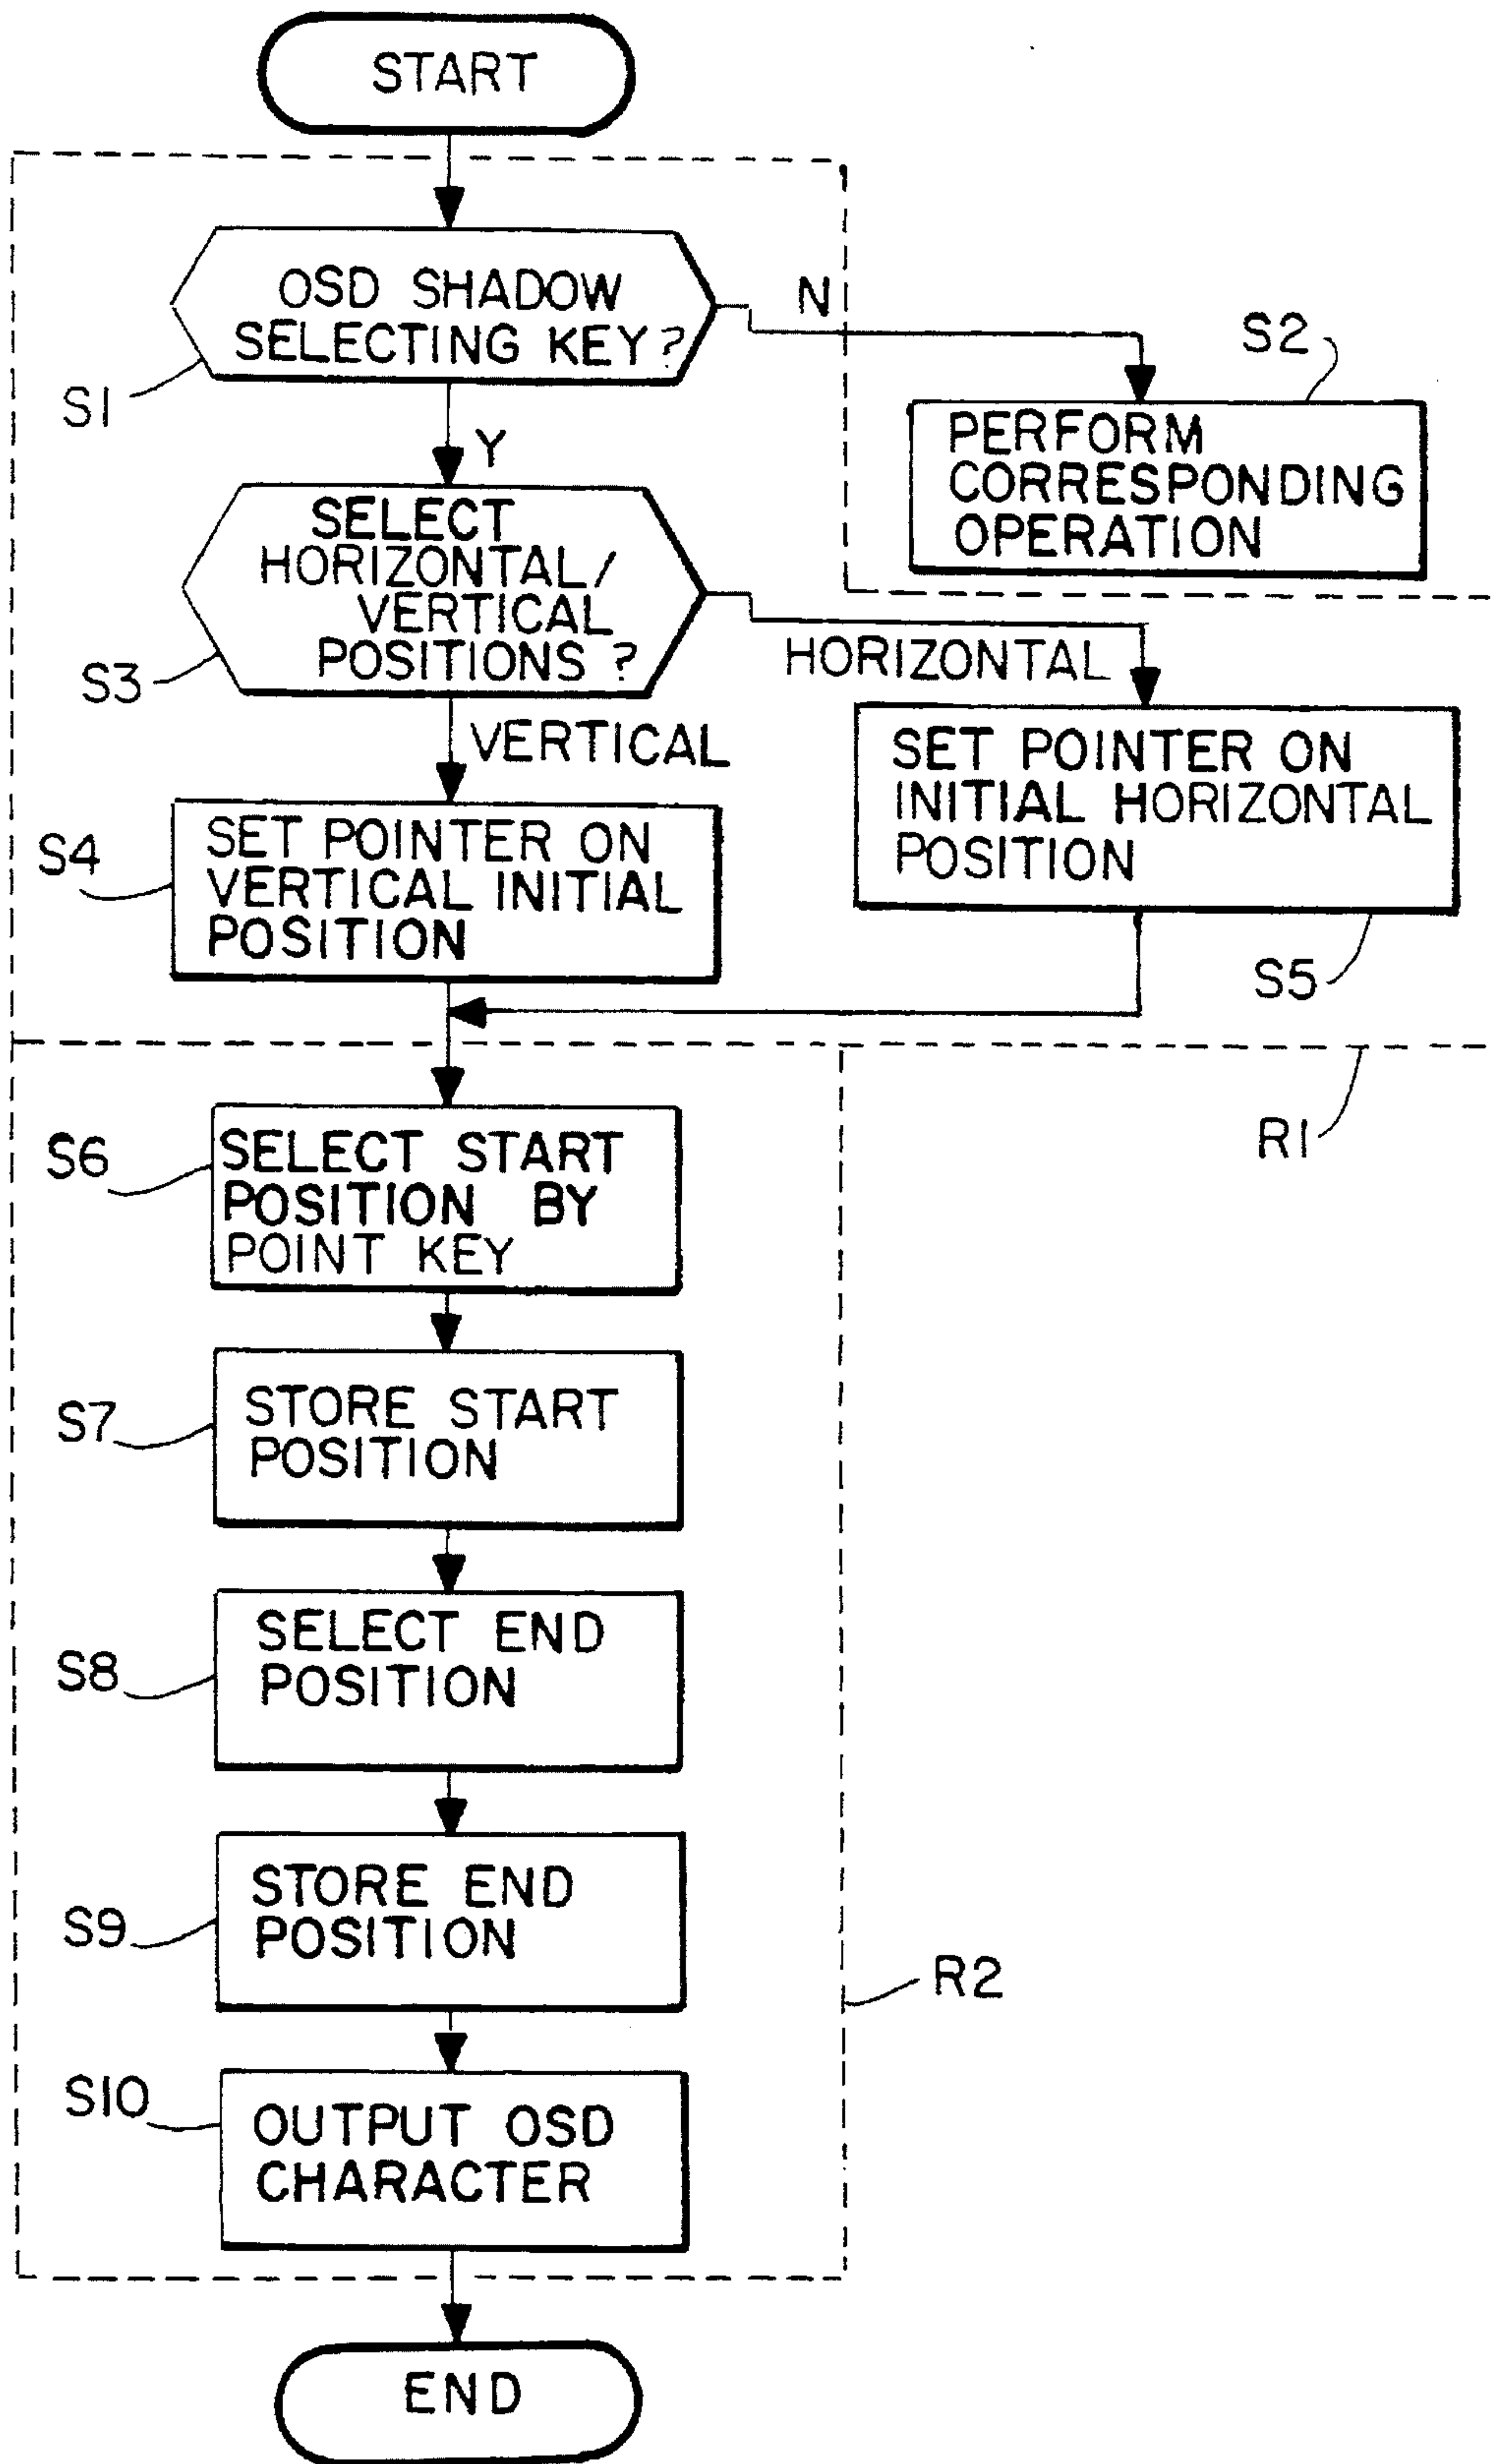 START
OSD SHADOW
SELECTING KEY?
N
S1
S2
Y
PERFORM
CORRESPONDING
OPERATION
SELECT
HORIZONTAL/
VERTICAL
POSITIONS ?
S3
HORIZONTAL
VERTICAL
SET POINTER ON
INITIAL HORIZONTAL
POSITION
S4
SET POINTER ON
VERTICAL INITIAL
POSITION
S5
R1
S6
SELECT START
POSITION BY
POINT KEY
S7
STORE START
POSITION
S8
SELECT END
POSITION
S9
STORE END
POSITION
R2
S10
OUTPUT OSD
CHARACTER
END